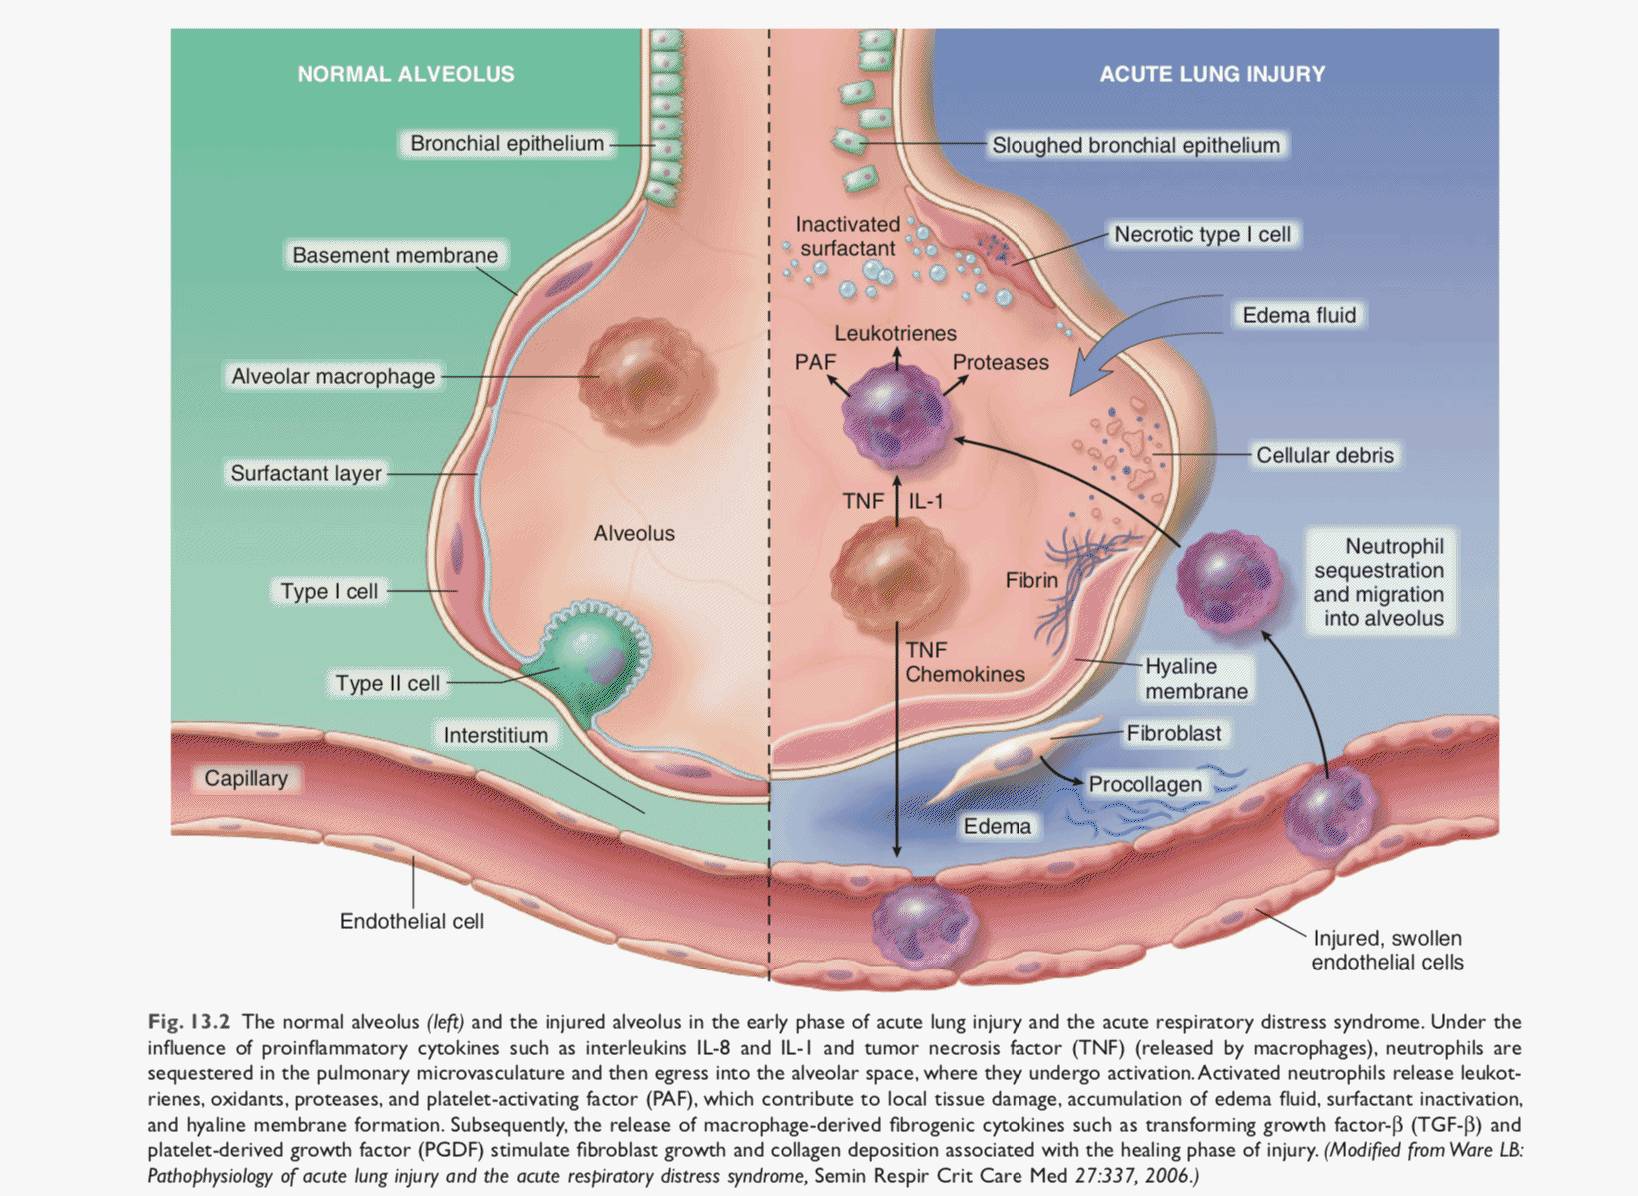 NORMAL ALVEOLUS
ACUTE LUNG INJURY
Bronchial epithelium
Sloughed bronchial epithelium
Basement membrane
Inactivated
surfactant
Necrotic type I cell
Edema fluid
Leukotrienes
PAF
Proteases
Alveolar macrophage
Surfactant layer
Cellular debris
TNF
IL-1
Alveolus
Neutrophil
sequestration
and migration
into alveolus
Type I cell
Fibrin
TNF
Chemokines
Hyaline
membrane
Type II cell
Interstitium
Fibroblast
Capillary
Procollagen
Edema
Endothelial cell
Injured, swollen
endothelial cells
Fig. 13.2 The normal alveolus (left) and the injured alveolus in the early phase of acute lung injury and the acute respiratory distress syndrome. Under the
influence of proinflammatory cytokines such as interleukins IL-8 and IL-1 and tumor necrosis factor (TNF) (released by macrophages), neutrophils are
sequestered in the pulmonary microvasculature and then egress into the alveolar space, where they undergo activation. Activated neutrophils release leukot-
rienes, oxidants, proteases, and platelet-activating factor (PAF), which contribute to local tissue damage, accumulation of edema fluid, surfactant inactivation,
and hyaline membrane formation. Subsequently, the release of macrophage-derived fibrogenic cytokines such as transforming growth factor-β (TGF-β) and
platelet-derived growth factor (PGDF) stimulate fibroblast growth and collagen deposition associated with the healing phase of injury. (Modified from Ware LB:
Pathophysiology of acute lung injury and the acute respiratory distress syndrome, Semin Respir Crit Care Med 27:337, 2006.)